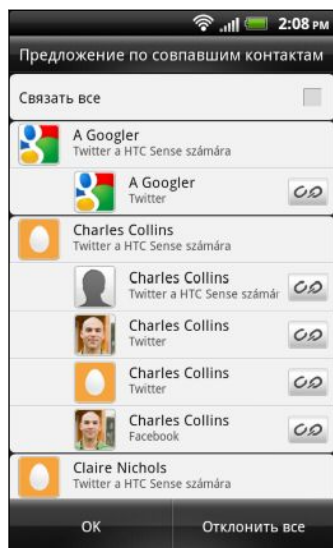 2:08 PM
Предложение по совпавшим контактам
Связать все
A Googler
Twitter a HTC Sense számára
A Googler
Twitter
Charles Collins
Twitter a HTC Sense számára
Charles Collins
Twitter a HTC Sense számár
Charles Collins
Twitter
Charles Collins
Twitter
Charles Collins
Facebook
Claire Nichols
Twitter a HTC Sense számára
OK
Отклонить все